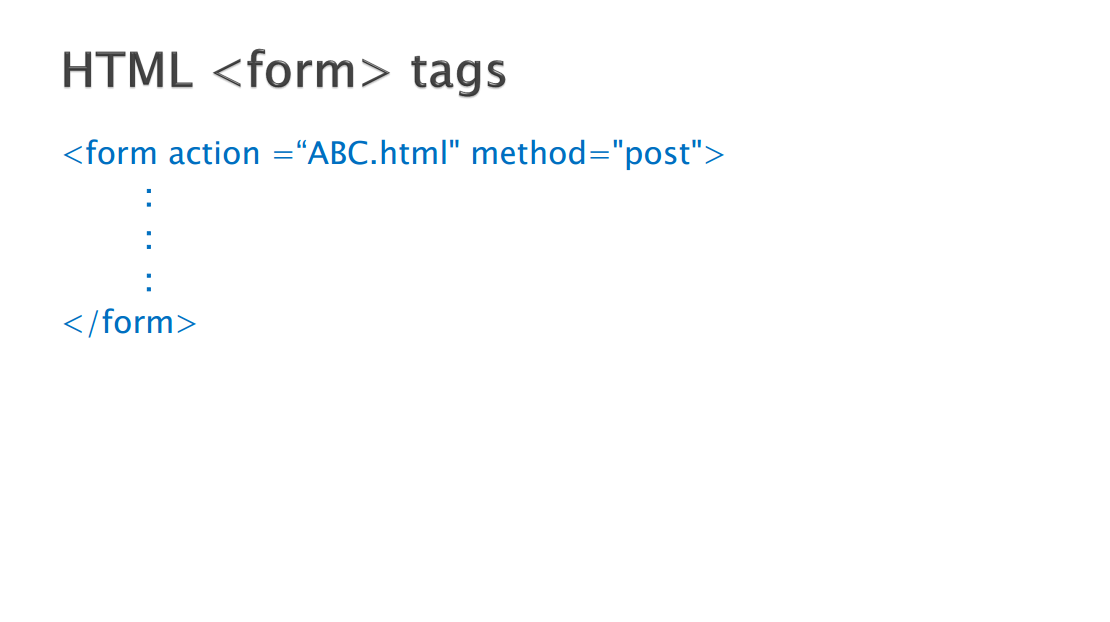 HTML <form> tags
<form action =“ABC.html" method="post">
:
:
:
</form>